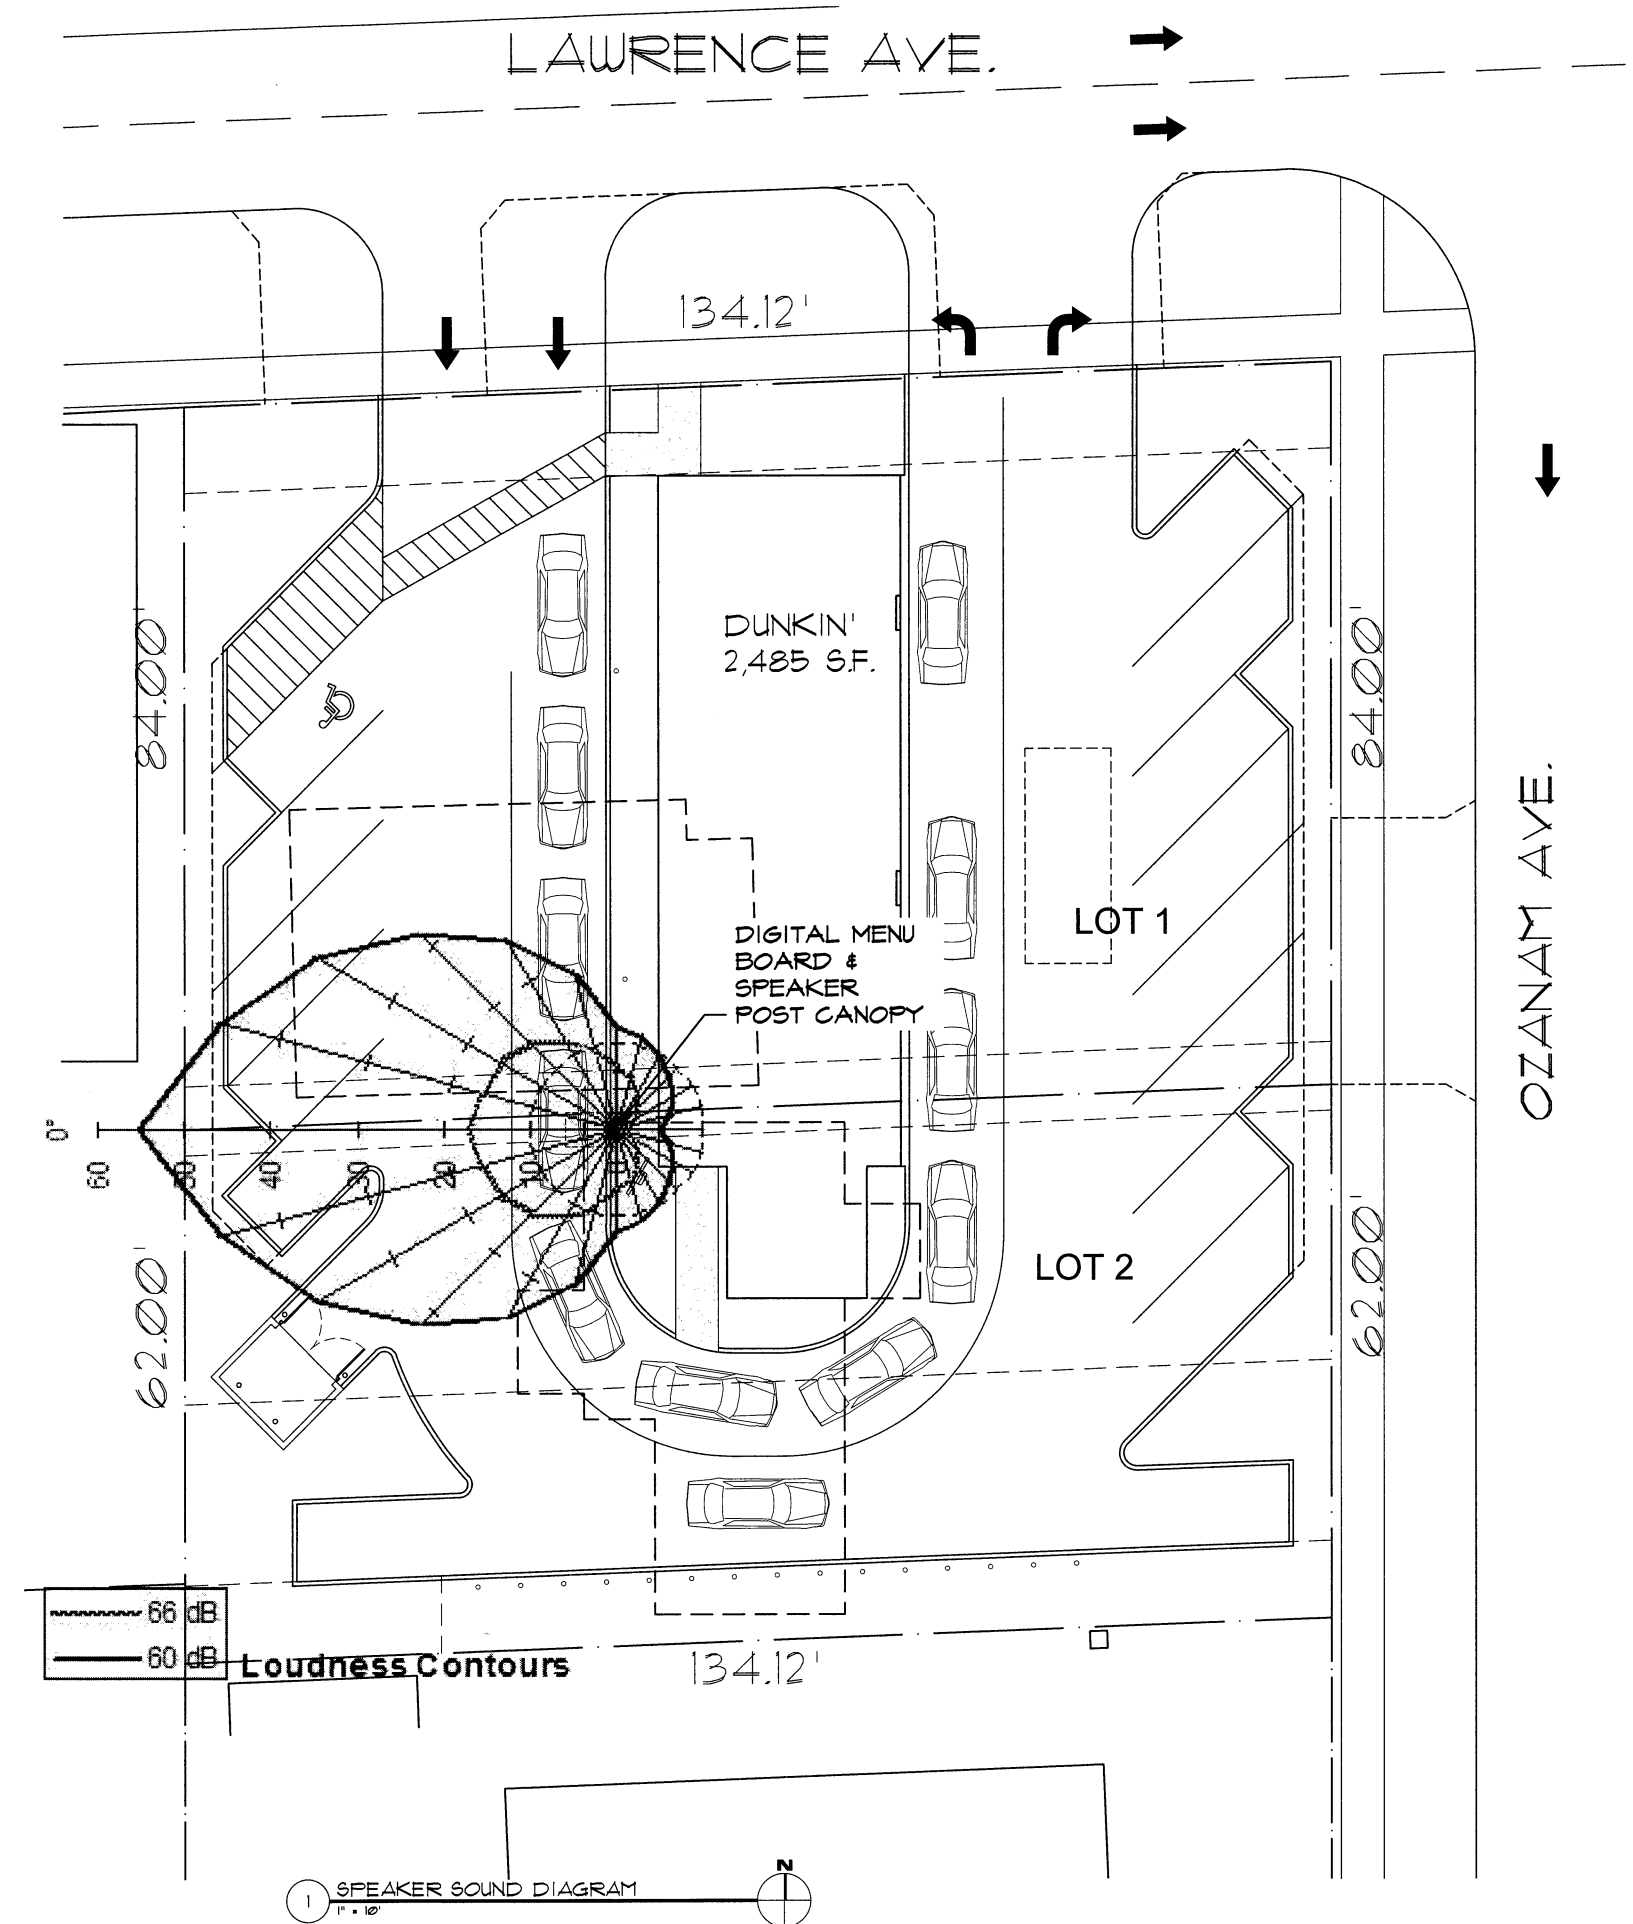 LAWRENCE AVE.
134.12'
84.00'
DUNKIN'
2,485 S.F.
84.00'
OZANAM AVE.
LOT 1
DIGITAL MENU
BOARD &
SPEAKER
POST CANOPY
0°
60 50 40 30 20 10
LOT 2
62.00'
62.00'
66 dB
60 dB
Loudness Contours
134.12'
N
1 SPEAKER SOUND DIAGRAM
1" = 10'